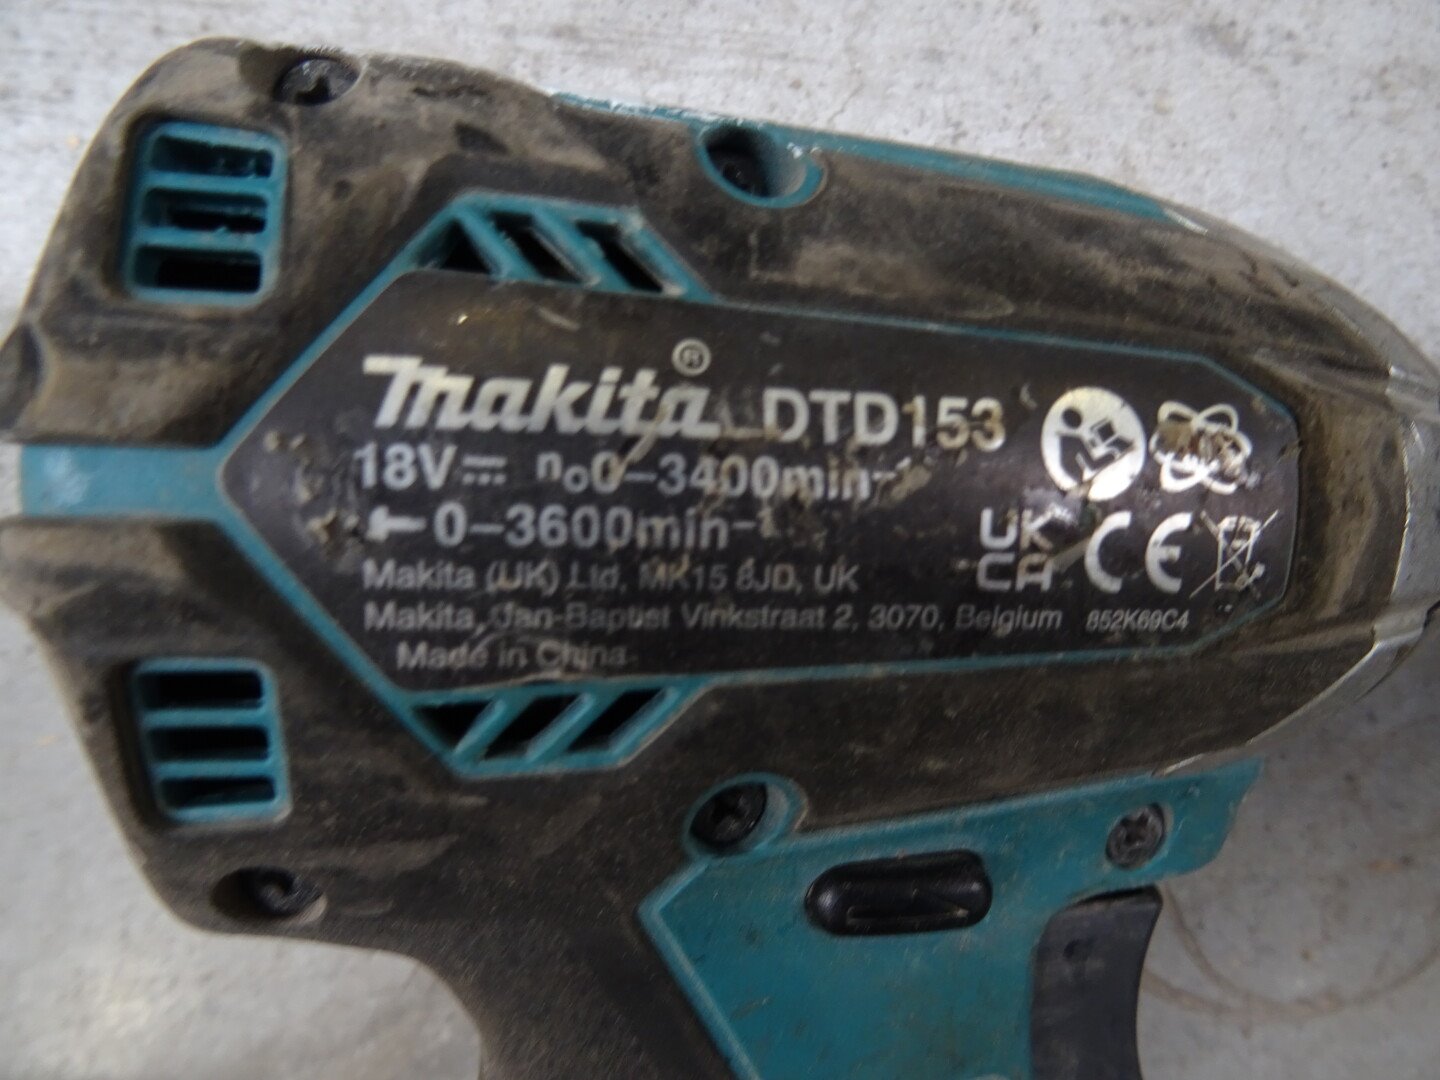 makita® DTD153
18V⎓ n₀0-3400min-¹
0-3600min-¹
UK CA CE
Makita (UK) Ltd, MK15 8JD, UK
Makita, Jan-Baptist Vinkstraat 2, 3070, Belgium 852K60C4
Made in China